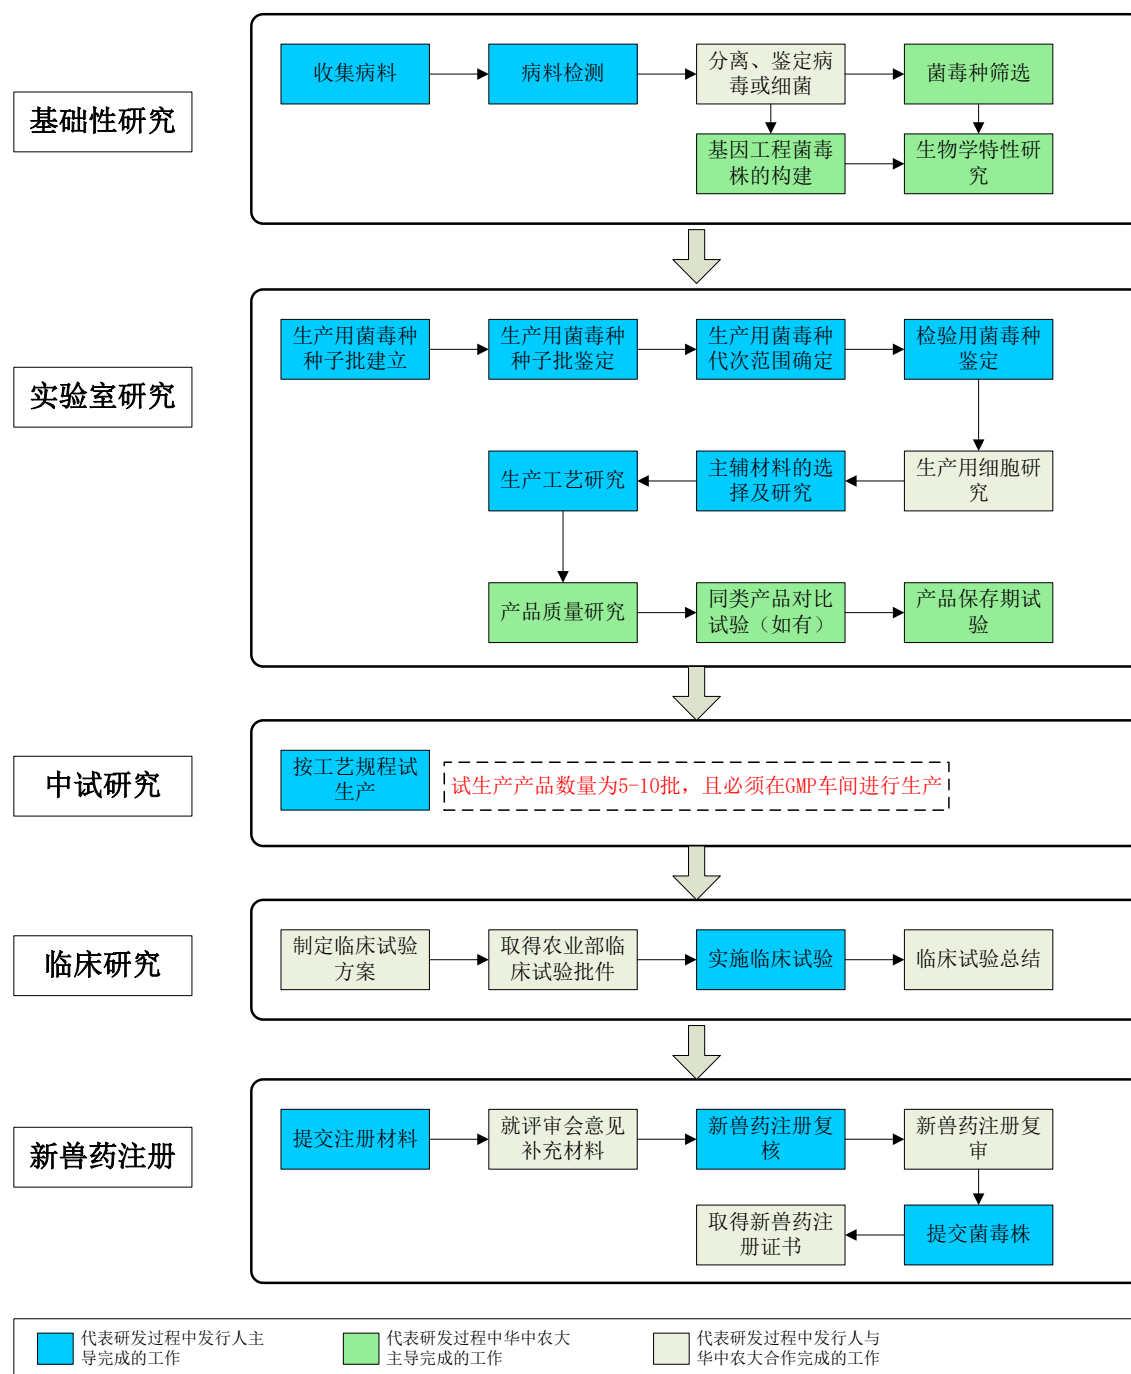 基础性研究
收集病料
病料检测
分离、鉴定病
毒或细菌
菌毒种筛选
基因工程菌毒
株的构建
生物学特性研
究
实验室研究
生产用菌毒种
种子批建立
生产用菌毒种
种子批鉴定
生产用菌毒种
代次范围确定
检验用菌毒种
鉴定
生产工艺研究
主辅材料的选
择及研究
生产用细胞研
究
产品质量研究
同类产品对比
试验（如有）
产品保存期试
验
中试研究
按工艺规程试
生产
试生产产品数量为5-10批，且必须在GMP车间进行生产
临床研究
制定临床试验
方案
取得农业部临
床试验批件
实施临床试验
临床试验总结
新兽药注册
提交注册材料
就评审会意见
补充材料
新兽药注册复
核
新兽药注册复
审
取得新兽药注
册证书
提交菌毒株
代表研发过程中发行人主
导完成的工作
代表研发过程中华中农大
主导完成的工作
代表研发过程中发行人与
华中农大合作完成的工作